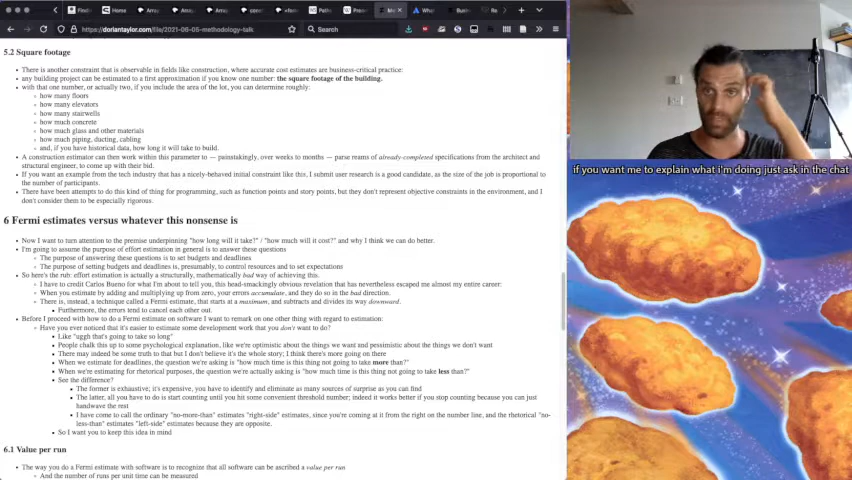 Home
Search
https://doriantaylor.com/file/2021-06-05-methodology-talk
5.2 Square footage
There is another constraint that is observable in fields like construction, where accurate cost estimates are business-critical practice:
any building project can be estimated to a first approximation if you know one number: the square footage of the building.
with that one number, or actually two, if you include the area of the lot, you can determine roughly:
how many floors
how many elevators
how many stairwells
how much concrete
how much glass and other materials
how much piping, ducting, cabling
and, if you have historical data, how long it will take to build.
A construction estimator can then work within this parameter to — painstakingly, over weeks to months — parse reams of already-completed specifications from the architect and
structural engineer, to come up with their bid.
If you want an example from the tech industry that has a nicely-behaved initial constraint like this, I submit user research is a good candidate, as the size of the job is proportional to
the number of participants.
There have been attempts to do this kind of thing for programming, such as function points and story points, but they don't represent objective constraints in the environment, and I
don't consider them to be especially rigorous.
6 Fermi estimates versus whatever this nonsense is
Now I want to turn attention to the premise underpinning "how long will it take?" / "how much will it cost?" and why I think we can do better.
I'm going to assume the purpose of effort estimation in general is to answer these questions
The purpose of answering these questions is to set budgets and deadlines
The purpose of setting budgets and deadlines is, presumably, to control resources and to set expectations
So here's the rub: effort estimation is actually a structurally, mathematically bad way of achieving this.
I have to credit Carlos Bueno for what I'm about to tell you, this head-smackingly obvious revelation that has nevertheless escaped me almost my entire career:
When you estimate by adding and multiplying up from zero, your errors accumulate, and they do so in the bad direction.
There is, instead, a technique called a Fermi estimate, that starts at a maximum, and subtracts and divides its way downward.
Furthermore, the errors tend to cancel each other out.
Before I proceed with how to do a Fermi estimate on software I want to remark on one other thing with regard to estimation:
Have you ever noticed that it's easier to estimate some development work that you don't want to do?
Like "uggh that's going to take so long"
People chalk this up to some psychological explanation, like we're optimistic about the things we want and pessimistic about the things we don't want
There may indeed be some truth to that but I don't believe it's the whole story; I think there's more going on there
When we estimate for deadlines, the question we're asking is "how much time is this thing not going to take more than?"
When we're estimating for rhetorical purposes, the question we're actually asking is "how much time is this thing not going to take less than?"
See the difference?
The former is exhaustive; it's expensive, you have to identify and eliminate as many sources of surprise as you can find
The latter, all you have to do is start counting until you hit some convenient threshold number; indeed it works better if you stop counting because you can just
handwave the rest
I have come to call the ordinary "no-more-than" estimates "right-side" estimates, since you're coming at it from the right on the number line, and the rhetorical "no-
less-than" estimates "left-side" estimates because they are opposite.
So I want you to keep this idea in mind
6.1 Value per run
The way you do a Fermi estimate with software is to recognize that all software can be ascribed a value per run
And the number of runs per unit time can be measured
if you want me to explain what i'm doing just ask in the chat